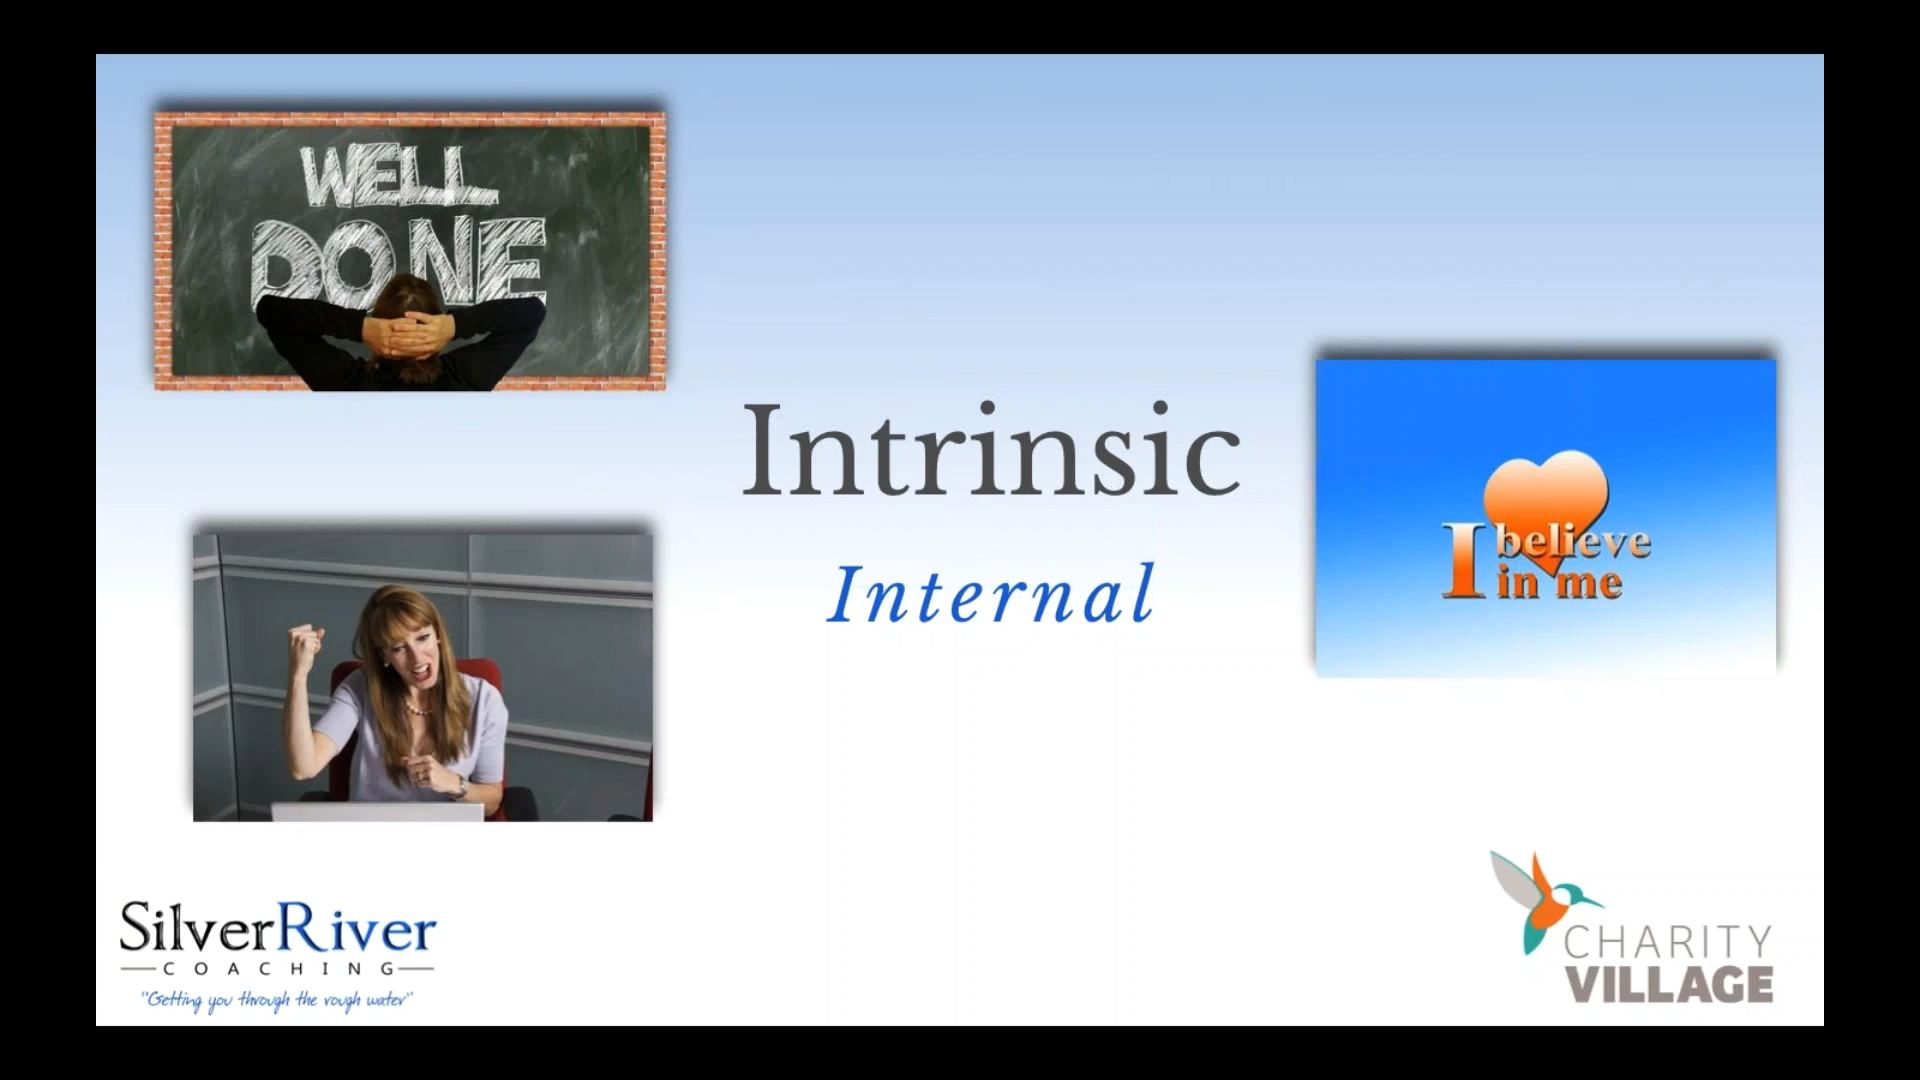 WELL
DONE
Intrinsic
Internal
I believe
in me
SilverRiver
COACHING
"Getting you through the rough water"
CHARITY
VILLAGE